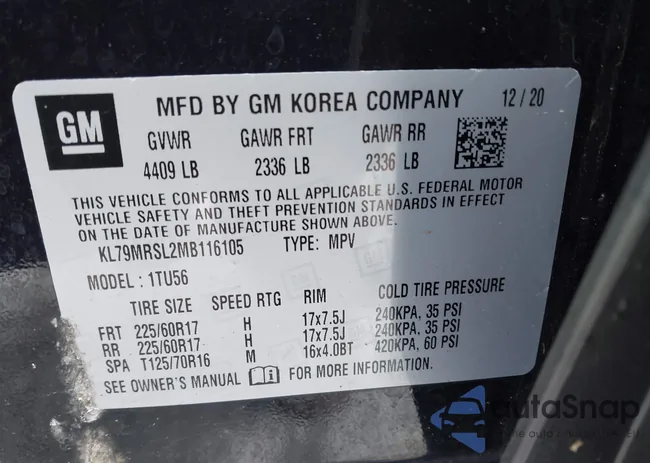 GM
MFD BY GM KOREA COMPANY 12/20
GVWR GAWR FRT GAWR RR
4409 LB 2336 LB 2336 LB
THIS VEHICLE CONFORMS TO ALL APPLICABLE U.S. FEDERAL MOTOR
VEHICLE SAFETY AND THEFT PREVENTION STANDARDS IN EFFECT
ON THE DATE OF MANUFACTURE SHOWN ABOVE.
KL79MRSL2MB116105 TYPE: MPV
MODEL: 1TU56
TIRE SIZE SPEED RTG RIM COLD TIRE PRESSURE
FRT 225/60R17 H 17x7.5J 240KPA, 35 PSI
RR 225/60R17 H 17x7.5J 240KPA, 35 PSI
SPA T125/70R16 M 16x4.0BT 420KPA, 60 PSI
SEE OWNER'S MANUAL FOR MORE INFORMATION.
autoSnap